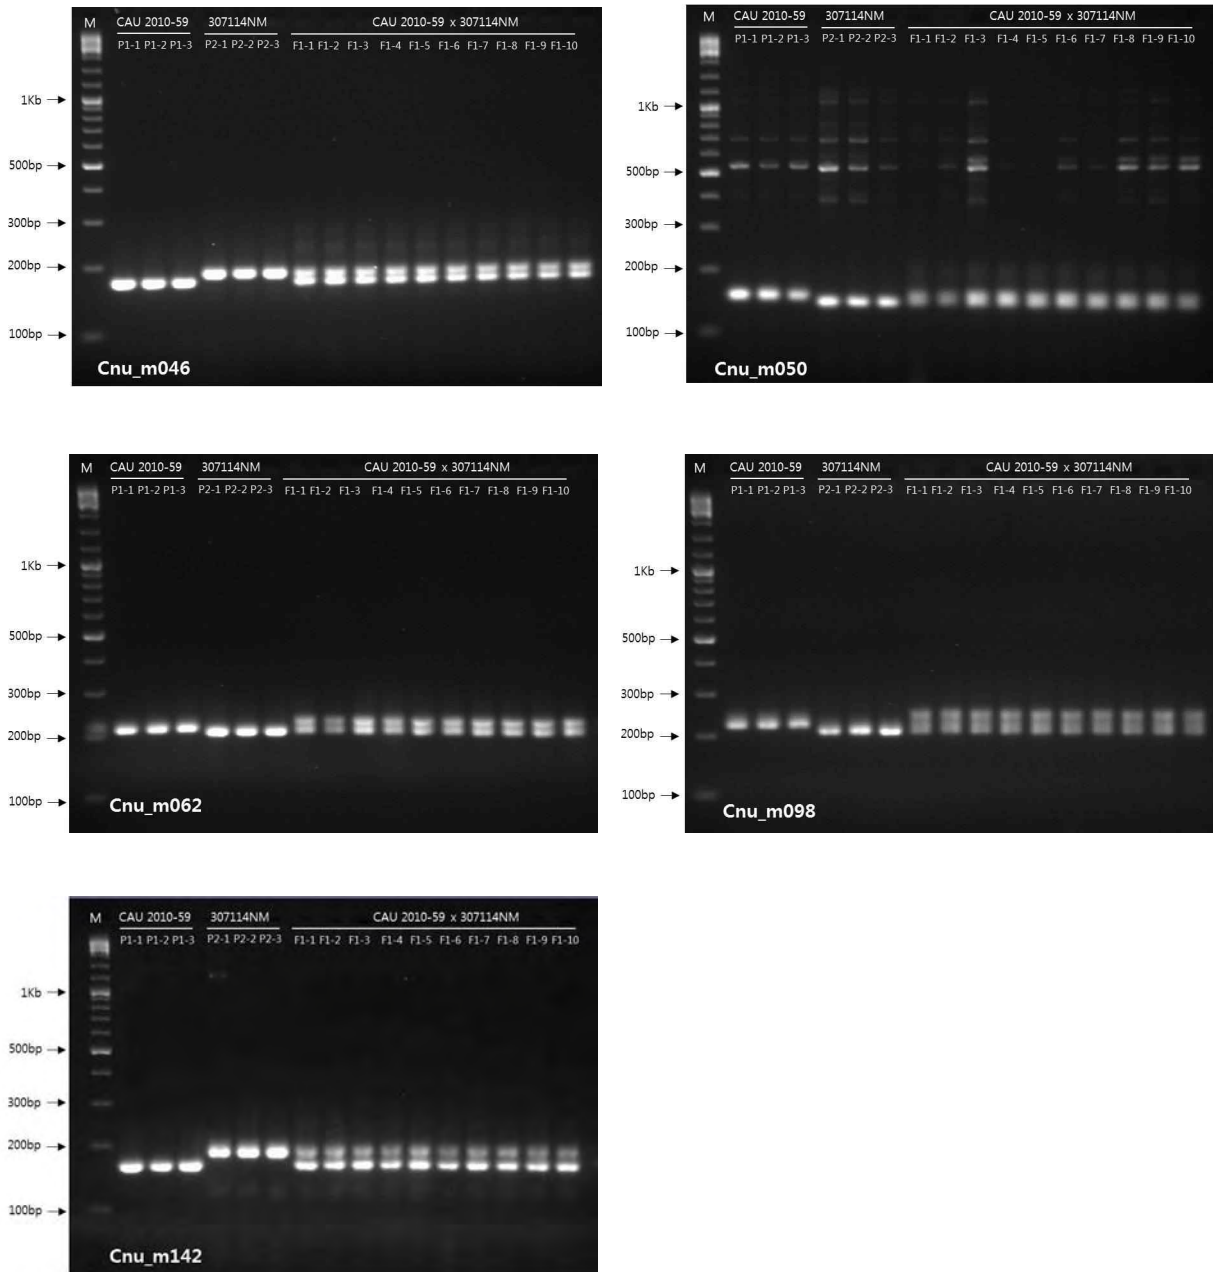 M CAU 2010-59 307114NM CAU 2010-59 x 307114NM
P1-1 P1-2 P1-3 P2-1 P2-2 P2-3 F1-1 F1-2 F1-3 F1-4 F1-5 F1-6 F1-7 F1-8 F1-9 F1-10
1Kb
500bp
300bp
200bp
100bp
Cnu_m046
M CAU 2010-59 307114NM CAU 2010-59 x 307114NM
P1-1 P1-2 P1-3 P2-1 P2-2 P2-3 F1-1 F1-2 F1-3 F1-4 F1-5 F1-6 F1-7 F1-8 F1-9 F1-10
1Kb
500bp
300bp
200bp
100bp
Cnu_m050
M CAU 2010-59 307114NM CAU 2010-59 x 307114NM
P1-1 P1-2 P1-3 P2-1 P2-2 P2-3 F1-1 F1-2 F1-3 F1-4 F1-5 F1-6 F1-7 F1-8 F1-9 F1-10
1Kb
500bp
300bp
200bp
100bp
Cnu_m062
M CAU 2010-59 307114NM CAU 2010-59 x 307114NM
P1-1 P1-2 P1-3 P2-1 P2-2 P2-3 F1-1 F1-2 F1-3 F1-4 F1-5 F1-6 F1-7 F1-8 F1-9 F1-10
1Kb
500bp
300bp
200bp
100bp
Cnu_m098
M CAU 2010-59 307114NM CAU 2010-59 x 307114NM
P1-1 P1-2 P1-3 P2-1 P2-2 P2-3 F1-1 F1-2 F1-3 F1-4 F1-5 F1-6 F1-7 F1-8 F1-9 F1-10
1Kb
500bp
300bp
200bp
100bp
Cnu_m142